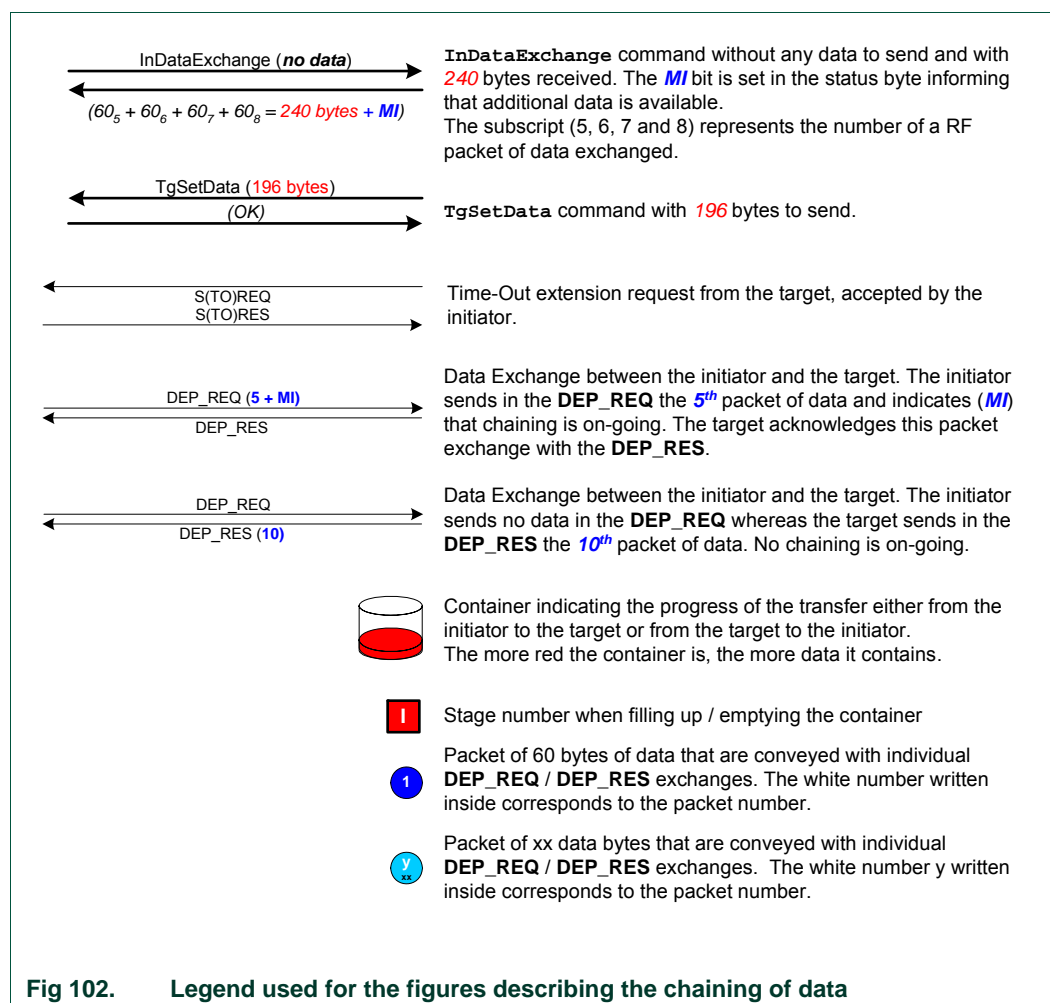 InDataExchange (no data)
(60₅ + 60₆ + 60₇ + 60₈ = 240 bytes + MI)
InDataExchange command without any data to send and with
240 bytes received. The MI bit is set in the status byte informing
that additional data is available.
The subscript (5, 6, 7 and 8) represents the number of a RF
packet of data exchanged.
TgSetData (196 bytes)
(OK)
TgSetData command with 196 bytes to send.
S(TO)REQ
S(TO)RES
Time-Out extension request from the target, accepted by the
initiator.
DEP_REQ (5 + MI)
DEP_RES
Data Exchange between the initiator and the target. The initiator
sends in the DEP_REQ the 5th packet of data and indicates (MI)
that chaining is on-going. The target acknowledges this packet
exchange with the DEP_RES.
DEP_REQ
DEP_RES (10)
Data Exchange between the initiator and the target. The initiator
sends no data in the DEP_REQ whereas the target sends in the
DEP_RES the 10th packet of data. No chaining is on-going.
Container indicating the progress of the transfer either from the
initiator to the target or from the target to the initiator.
The more red the container is, the more data it contains.
I
Stage number when filling up / emptying the container
1
Packet of 60 bytes of data that are conveyed with individual
DEP_REQ / DEP_RES exchanges. The white number written
inside corresponds to the packet number.
y
xx
Packet of xx data bytes that are conveyed with individual
DEP_REQ / DEP_RES exchanges. The white number y written
inside corresponds to the packet number.
Fig 102. Legend used for the figures describing the chaining of data